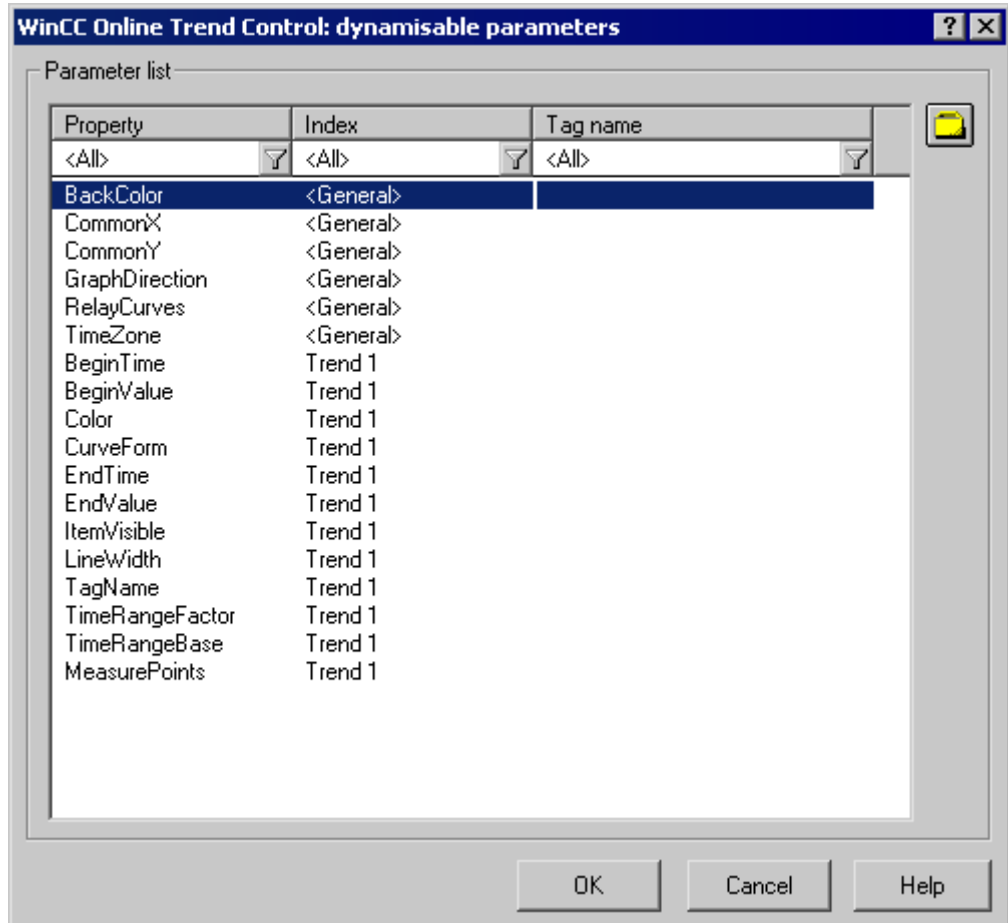 WinCC Online Trend Control: dynamisable parameters
Parameter list
Property Index Tag name
<All> <All> <All>
BackColor <General>
CommonX <General>
CommonY <General>
GraphDirection <General>
RelayCurves <General>
TimeZone <General>
BeginTime Trend 1
BeginValue Trend 1
Color Trend 1
CurveForm Trend 1
EndTime Trend 1
EndValue Trend 1
ItemVisible Trend 1
LineWidth Trend 1
TagName Trend 1
TimeRangeFactor Trend 1
TimeRangeBase Trend 1
MeasurePoints Trend 1
OK Cancel Help